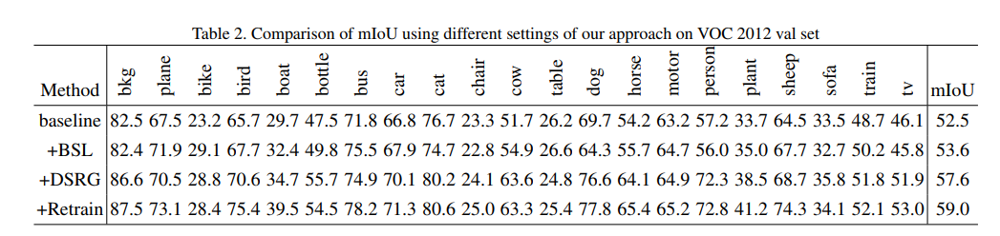 Table 2. Comparison of mIoU using different settings of our approach on VOC 2012 val set
Method bkg plane bike bird boat bottle bus car cat chair cow table dog horse motor person plant sheep sofa train tv mIoU
baseline 82.5 67.5 23.2 65.7 29.7 47.5 71.8 66.8 76.7 23.3 51.7 26.2 69.7 54.2 63.2 57.2 33.7 64.5 33.5 48.7 46.1 52.5
+BSL 82.4 71.9 29.1 67.7 32.4 49.8 75.5 67.9 74.7 22.8 54.9 26.6 64.3 55.7 64.7 56.0 35.0 67.7 32.7 50.2 45.8 53.6
+DSRG 86.6 70.5 28.8 70.6 34.7 55.7 74.9 70.1 80.2 24.1 63.6 24.8 76.6 64.1 64.9 72.3 38.5 68.7 35.8 51.8 51.9 57.6
+Retrain 87.5 73.1 28.4 75.4 39.5 54.5 78.2 71.3 80.6 25.0 63.3 25.4 77.8 65.4 65.2 72.8 41.2 74.3 34.1 52.1 53.0 59.0